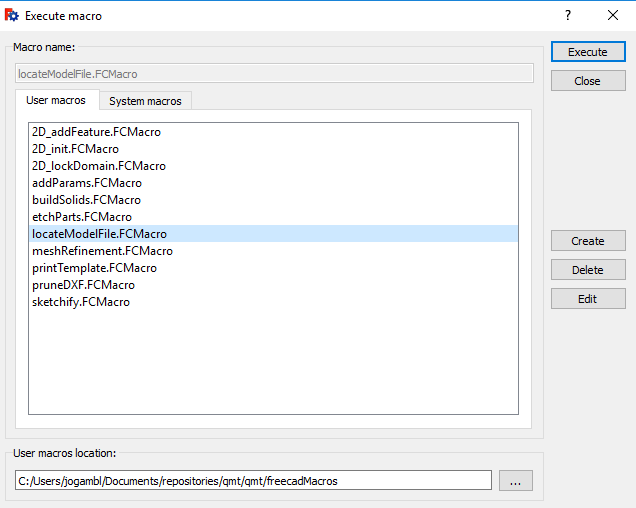 Execute macro
?
Macro name:
Execute
locateModelFile.FCMacro
Close
User macros
System macros
2D_addFeature.FCMacro
2D_init.FCMacro
2D_lockDomain.FCMacro
addParams.FCMacro
buildSolids.FCMacro
etchParts.FCMacro
locateModelFile.FCMacro
meshRefinement.FCMacro
printTemplate.FCMacro
pruneDXF.FCMacro
sketchify.FCMacro
Create
Delete
Edit
User macros location:
C:/Users/jogambl/Documents/repositories/qmt/qmt/freecadMacros
...